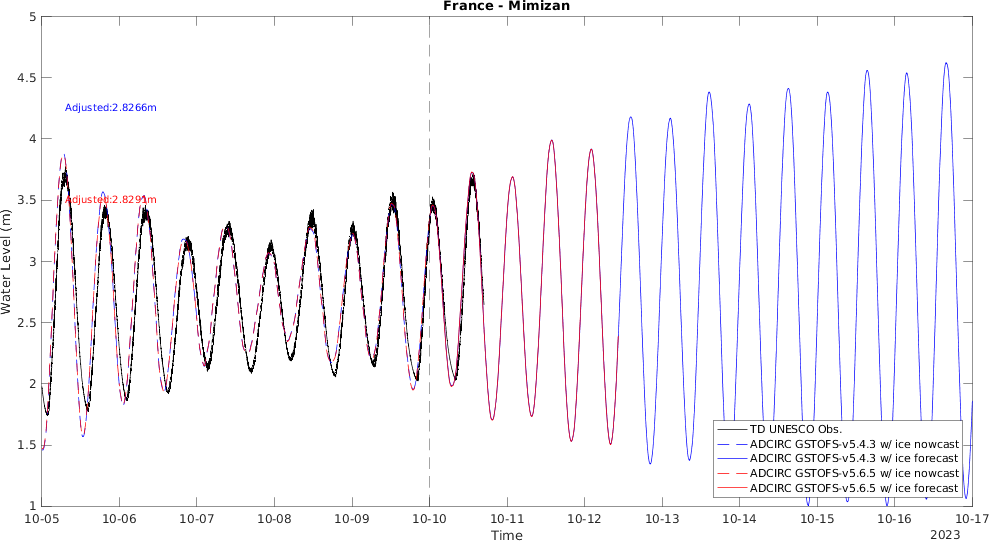 France - Mimizan
Water Level (m)
5
4.5
4
3.5
3
2.5
2
1.5
1
Adjusted:2.8266m
Adjusted:2.8291m
TD UNESCO Obs.
ADCIRC GSTOFS-v5.4.3 w/ ice nowcast
ADCIRC GSTOFS-v5.4.3 w/ ice forecast
ADCIRC GSTOFS-v5.6.5 w/ ice nowcast
ADCIRC GSTOFS-v5.6.5 w/ ice forecast
10-05 10-06 10-07 10-08 10-09 10-10 10-11 10-12 10-13 10-14 10-15 10-16 10-17
Time
2023